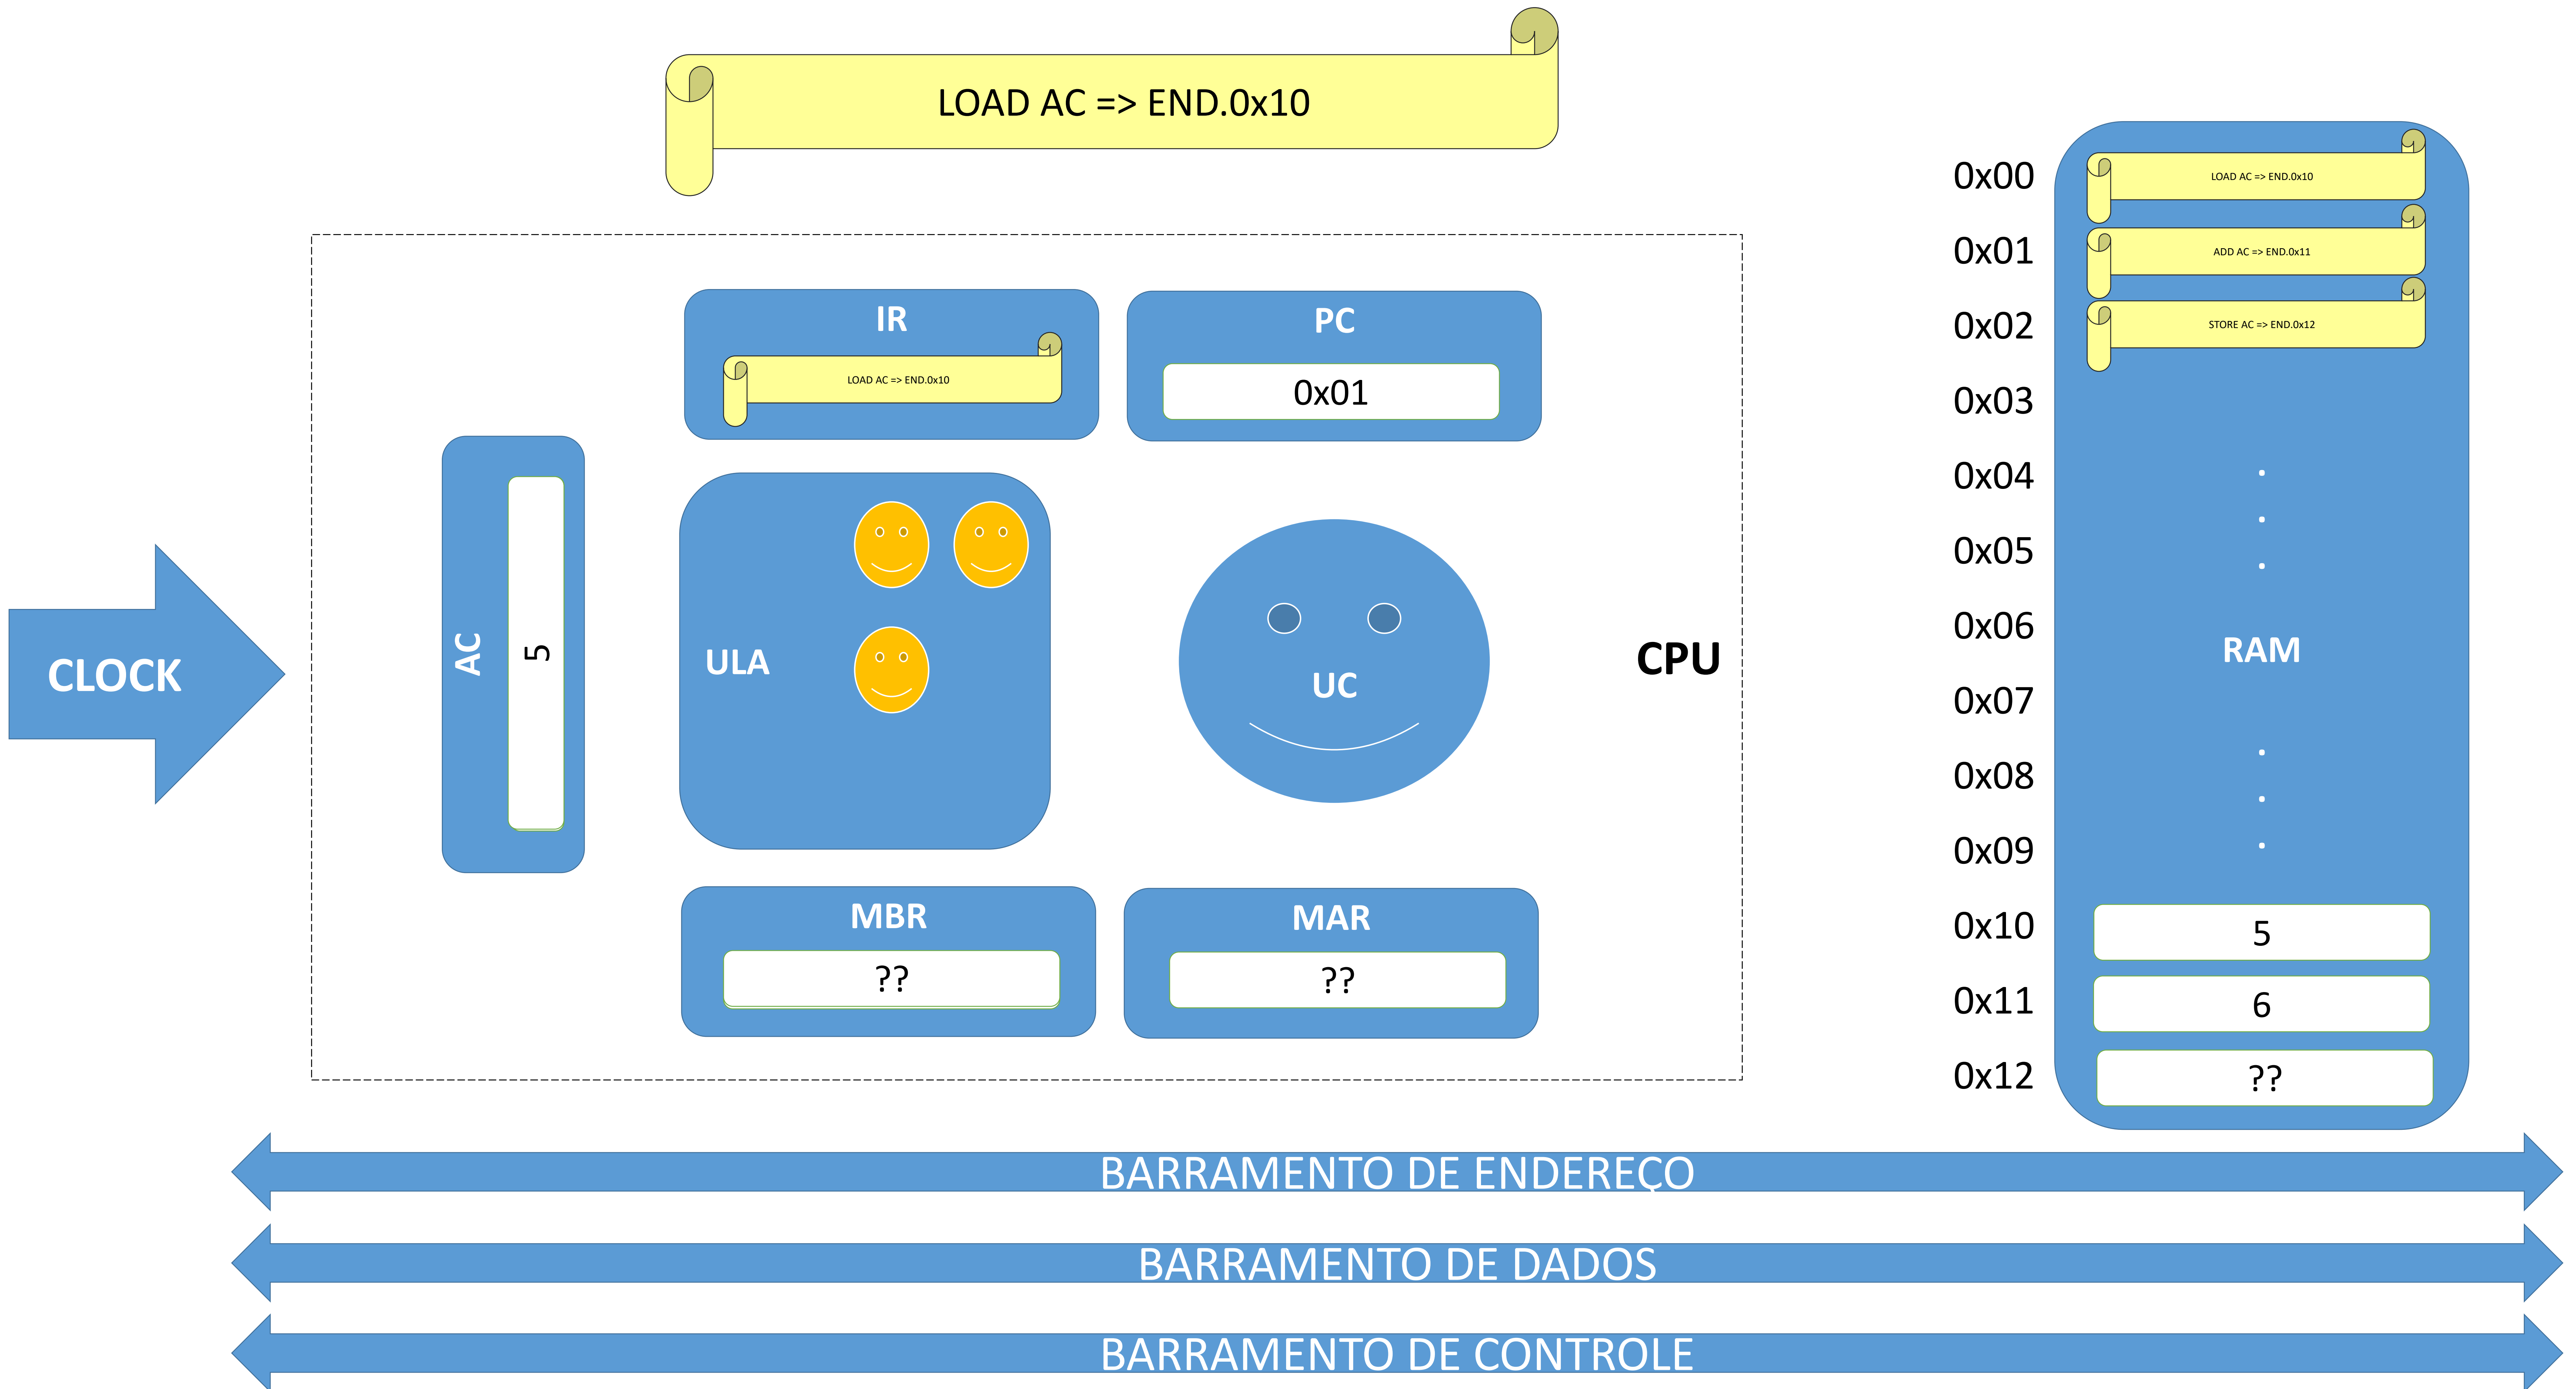 LOAD AC => END.0x10
IR
LOAD AC => END.0x10
PC
0x01
CLOCK
AC
5
ULA
UC
CPU
MBR
??
MAR
??
0x00
LOAD AC => END.0x10
0x01
ADD AC => END.0x11
0x02
STORE AC => END.0x12
0x03
0x04
.
.
0x05
.
0x06
RAM
0x07
.
0x08
.
0x09
.
0x10
5
0x11
6
0x12
??
BARRAMENTO DE ENDEREÇO
BARRAMENTO DE DADOS
BARRAMENTO DE CONTROLE